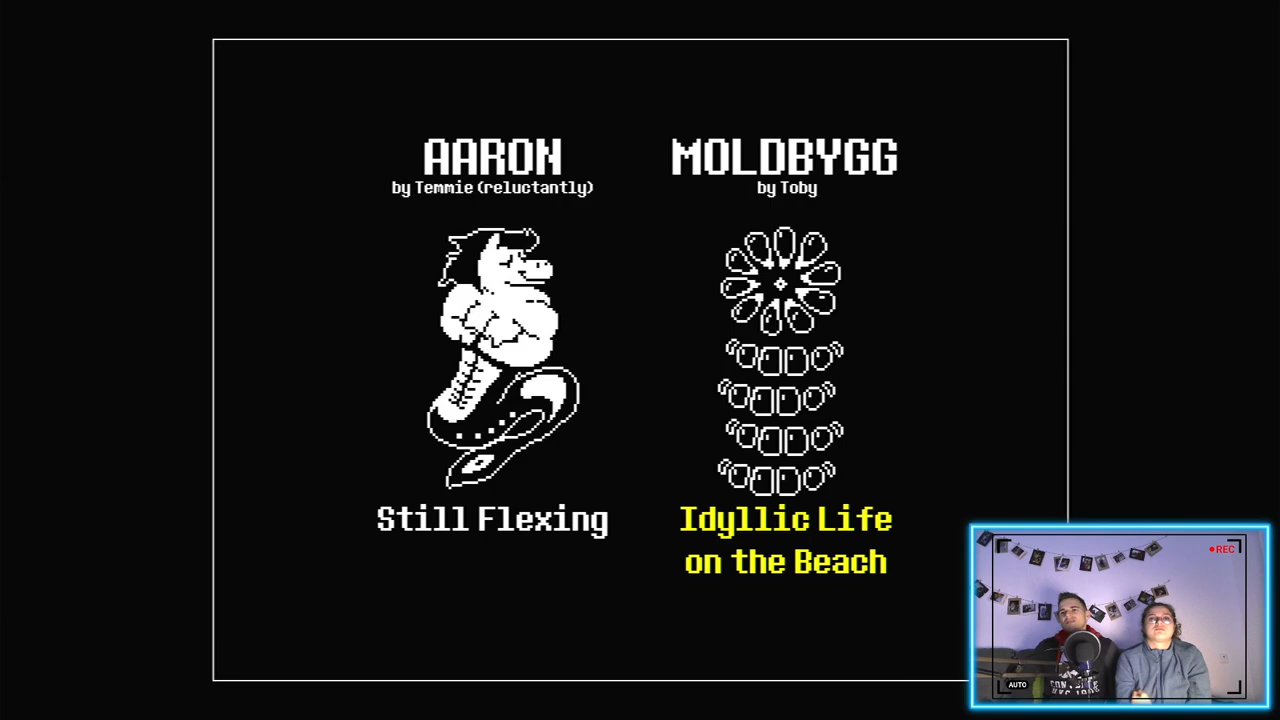 AARON
by Temmie (reluctantly)
Still Flexing
MOLDBYGG
by Toby
Idyllic Life
on the Beach
REC
AUTO